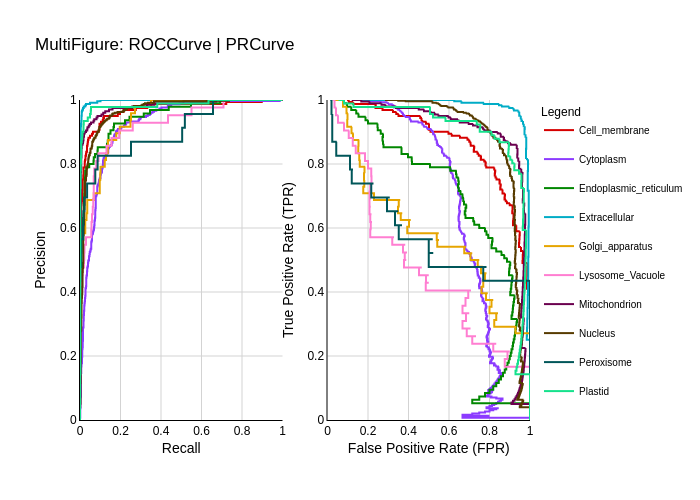 MultiFigure: ROCCurve | PRCurve
Precision
1
0.8
0.6
0.4
0.2
0
0 0.2 0.4 0.6 0.8 1
Recall
True Positive Rate (TPR)
1
0.8
0.6
0.4
0.2
0
0 0.2 0.4 0.6 0.8 1
False Positive Rate (FPR)
Legend
Cell_membrane
Cytoplasm
Endoplasmic_reticulum
Extracellular
Golgi_apparatus
Lysosome_Vacuole
Mitochondrion
Nucleus
Peroxisome
Plastid